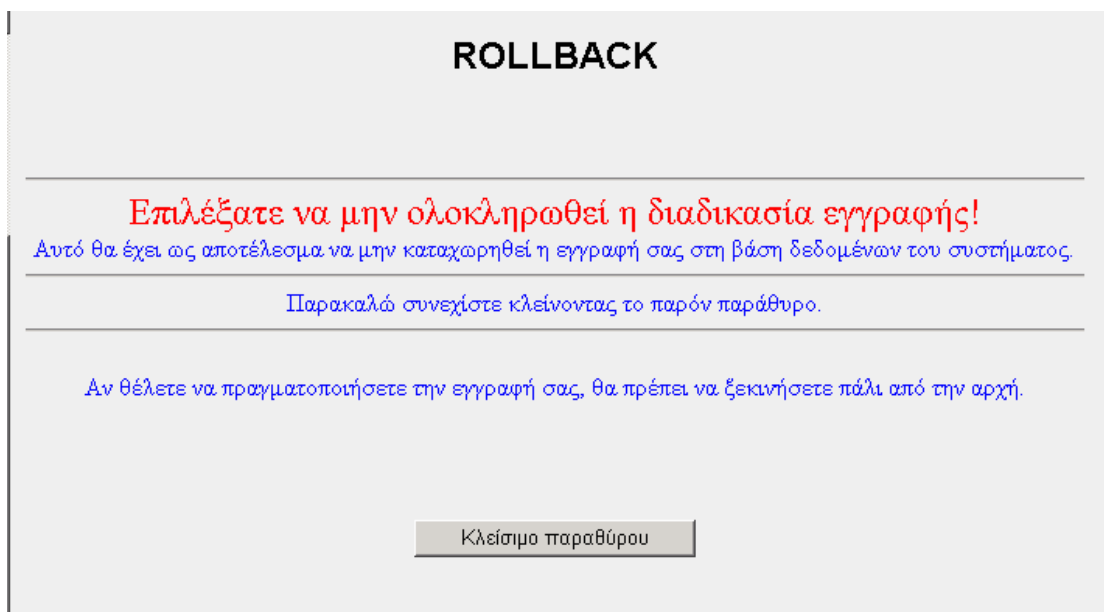 ROLLBACK
Επιλέξατε να μην ολοκληρωθεί η διαδικασία εγγραφής!
Αυτό θα έχει ως αποτέλεσμα να μην καταχωρηθεί η εγγραφή σας στη βάση δεδομένων του συστήματος.
Παρακαλώ συνεχίστε κλείνοντας το παρόν παράθυρο.
Αν θέλετε να πραγματοποιήσετε την εγγραφή σας, θα πρέπει να ξεκινήσετε πάλι από την αρχή.
Κλείσιμο παραθύρου